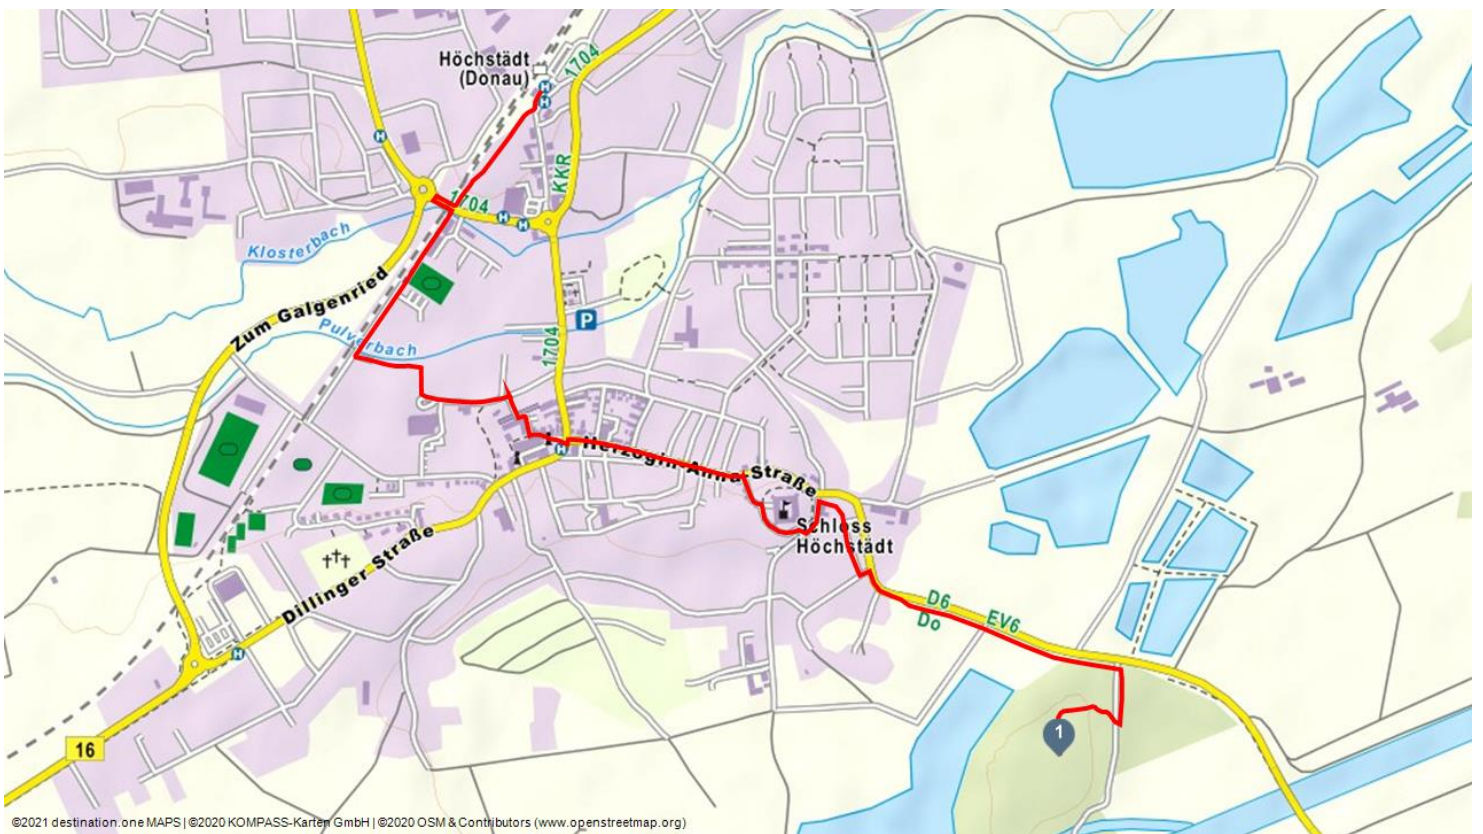 Höchstädt
(Donau)
1704
KKR
1704
Klosterbach
Zum Galgenried
Pulverbach
1704
P
H
H
H
H
H
H
H
Herzogin-Anna-Straße
Schloss
Höchstädt
Dillinger Straße
D6
EV6
Do
1
16
©2021 destination.one MAPS | ©2020 KOMPASS-Karten GmbH | ©2020 OSM & Contributors (www.openstreetmap.org)